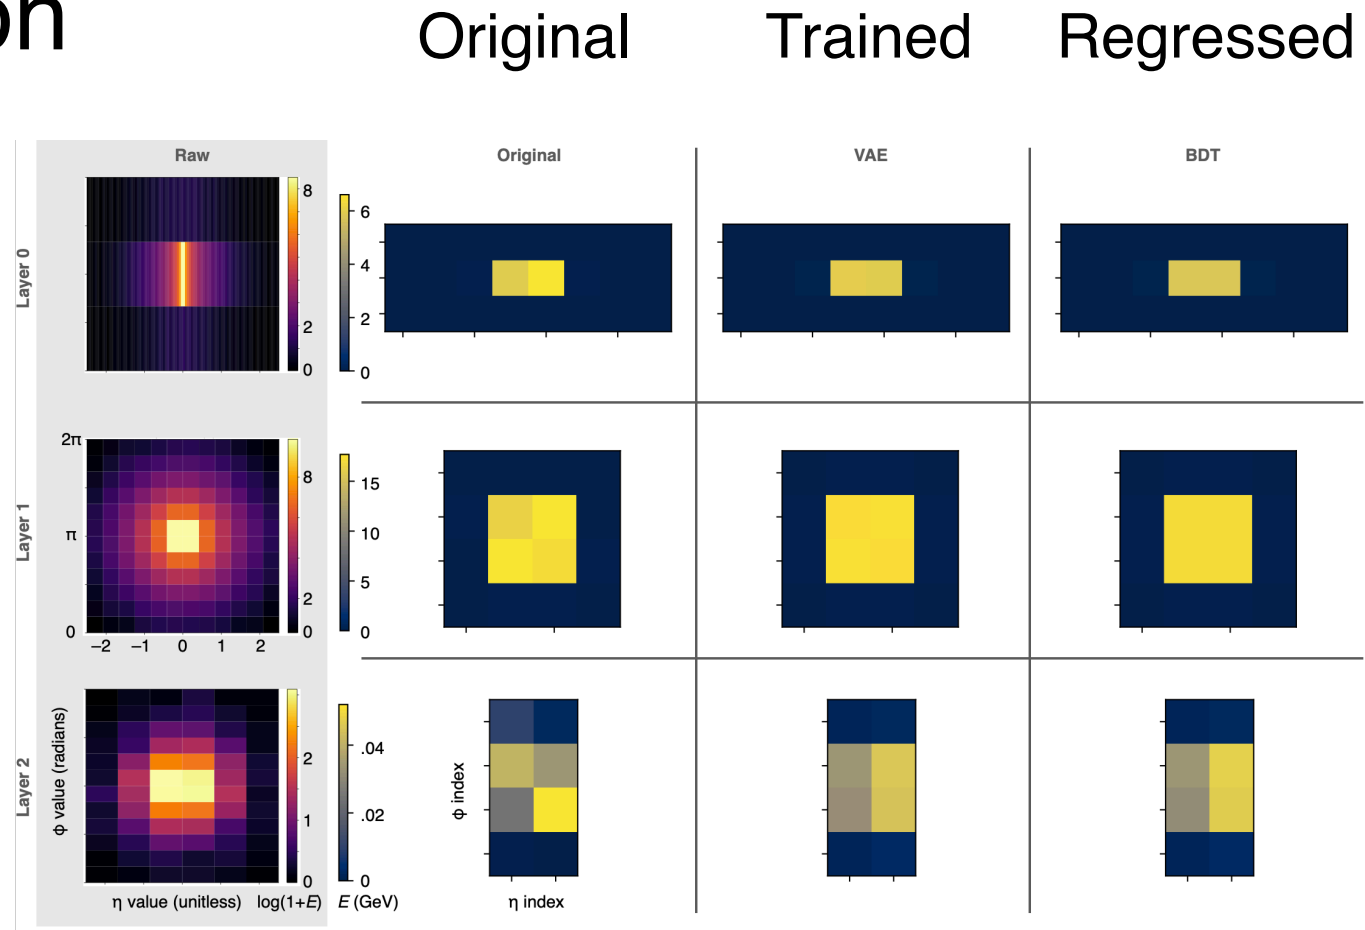 on
Original Trained Regressed
Raw Original VAE BDT
Layer 0
8
2
0
6
4
2
0
Layer 1
2π
π
0
−2 −1 0 1 2
8
2
0
15
10
5
0
Layer 2
φ value (radians)
2
1
0
.04
.02
0
φ index
η value (unitless) log(1+E) E (GeV) η index